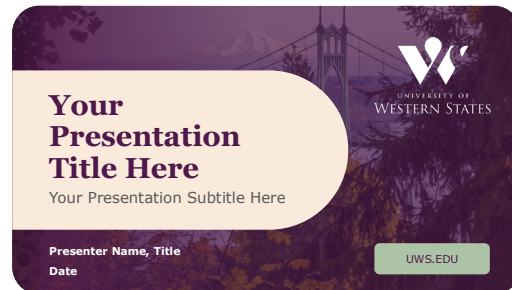 Your
Presentation
Title Here
Your Presentation Subtitle Here
UNIVERSITY OF
WESTERN STATES
Presenter Name, Title
Date
UWS.EDU